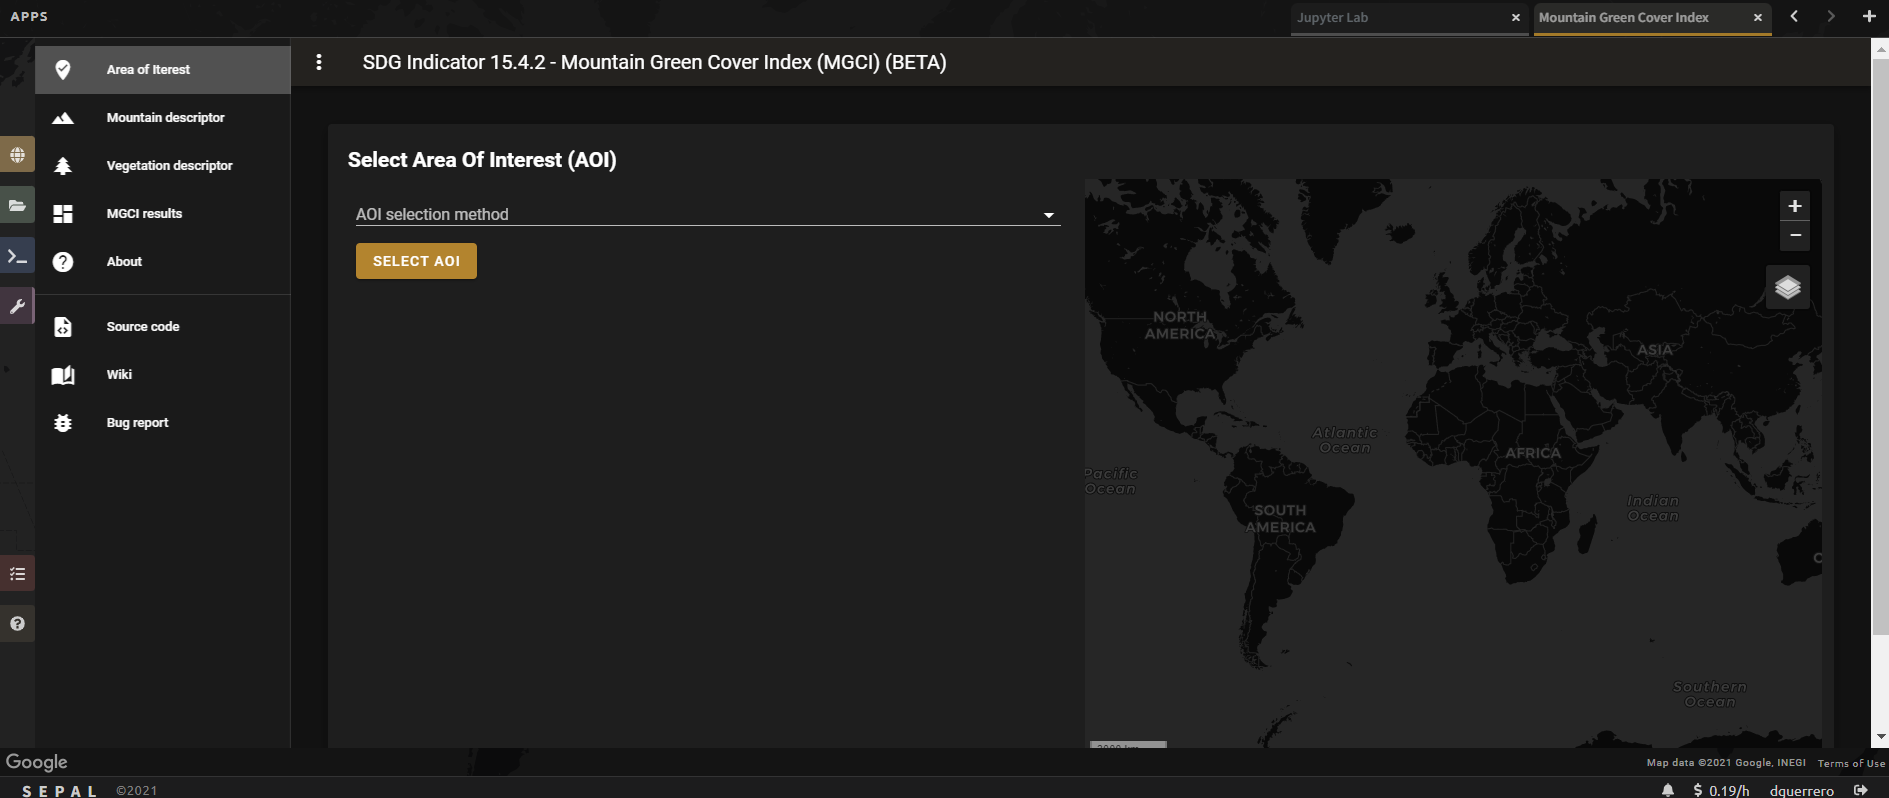 APPS
Jupyter Lab
Mountain Green Cover Index
Area of Iterest
Mountain descriptor
Vegetation descriptor
MGCI results
About
Source code
Wiki
Bug report
SDG Indicator 15.4.2 - Mountain Green Cover Index (MGCI) (BETA)
Select Area Of Interest (AOI)
AOI selection method
SELECT AOI
+
−
NORTH
AMERICA
ASIA
Atlantic
Ocean
AFRICA
Pacific
Ocean
Indian
Ocean
SOUTH
AMERICA
Southern
Ocean
Google
Map data ©2021 Google, INEGI
Terms of Use
SEPAL
©2021
$ 0.19/h
dguerrero